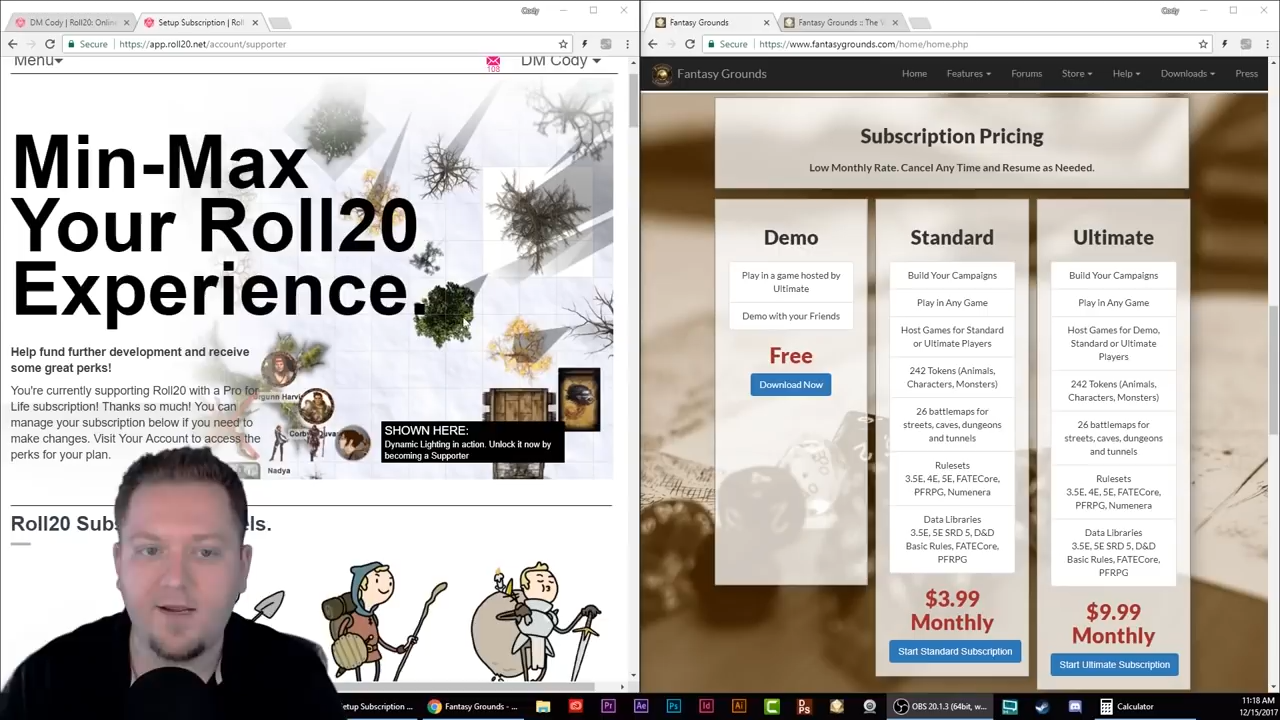 DM Cody | Roll20: Onlin
Setup Subscription | Roll
Cody
Secure
https://app.roll20.net/account/supporter
Menu
108
DM Cody
Min-Max
Your Roll20
Experience.
Help fund further development and receive
some great perks!
You're currently supporting Roll20 with a Pro for
Life subscription! Thanks so much! You can
manage your subscription below if you need to
make changes. Visit Your Account to access the
perks for your plan.
Nadya
SHOWN HERE:
Dynamic Lighting in action. Unlock it now by
becoming a Supporter
Roll20 Subs
els.
Fantasy Grounds
Fantasy Grounds :: The V
Cody
Secure
https://www.fantasygrounds.com/home/home.php
Fantasy Grounds
Home
Features
Forums
Store
Help
Downloads
Press
Subscription Pricing
Low Monthly Rate. Cancel Any Time and Resume as Needed.
Demo
Play in a game hosted by
Ultimate
Demo with your Friends
Free
Download Now
Standard
Build Your Campaigns
Play in Any Game
Host Games for Standard
or Ultimate Players
242 Tokens (Animals,
Characters, Monsters)
26 battlemaps for
streets, caves, dungeons
and tunnels
Rulesets
3.5E, 4E, 5E, FATECore,
PFRPG, Numenera
Data Libraries
3.5E, 5E SRD 5, D&D
Basic Rules, FATECore,
PFRPG
$3.99
Monthly
Start Standard Subscription
Ultimate
Build Your Campaigns
Play in Any Game
Host Games for Demo,
Standard or Ultimate
Players
242 Tokens (Animals,
Characters, Monsters)
26 battlemaps for
streets, caves, dungeons
and tunnels
Rulesets
3.5E, 4E, 5E, FATECore,
PFRPG, Numenera
Data Libraries
3.5E, 5E SRD 5, D&D
Basic Rules, FATECore,
PFRPG
$9.99
Monthly
Start Ultimate Subscription
Setup Subscription ...
Fantasy Grounds - ...
Pr
Ae
Ps
Id
Ai
OBS 20.1.3 (64bit, w...
Calculator
11:18 AM
12/15/2017